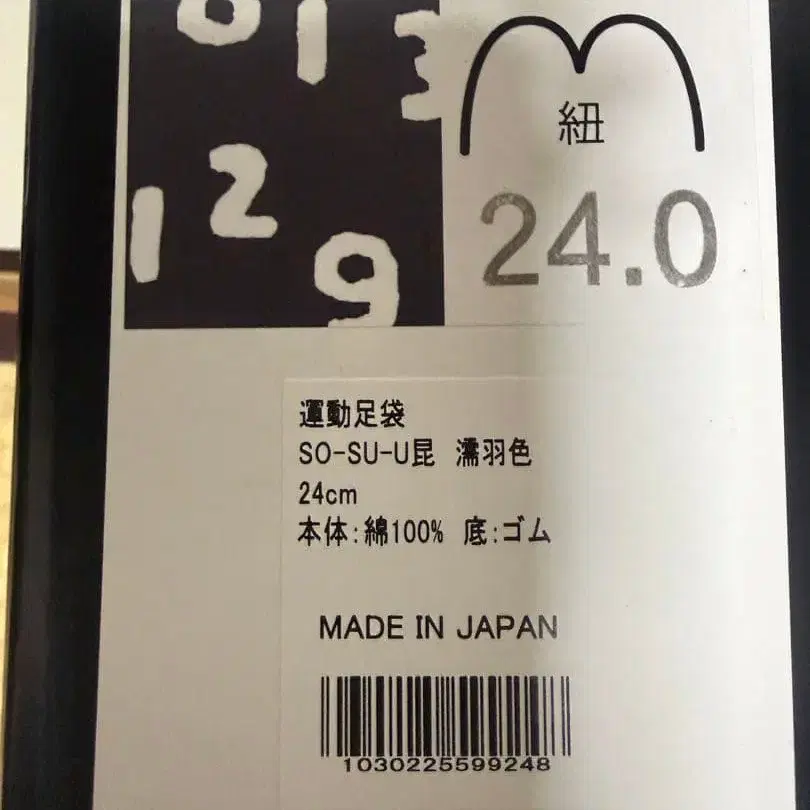 0 1 3
1 2 9
紐
24.0
運動足袋
SO-SU-U昆 濡羽色
24cm
本体:綿100% 底:ゴム
MADE IN JAPAN
1030225599248